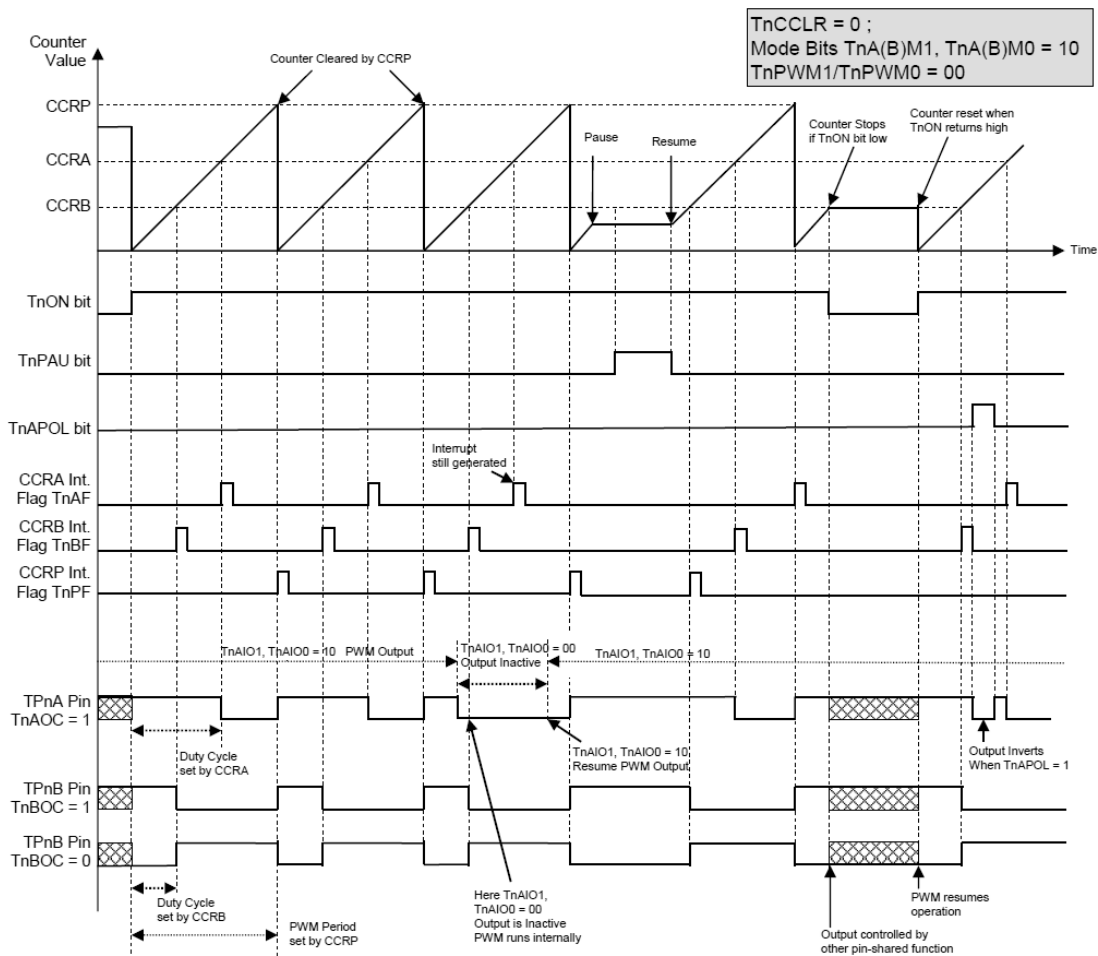 TnCCLR = 0 ;
Mode Bits TnA(B)M1, TnA(B)M0 = 10
TnPWM1/TnPWM0 = 00
Counter
Value
Counter Cleared by CCRP
CCRP
CCRA
CCRB
Pause
Resume
Counter Stops
if TnON bit low
Counter reset when
TnON returns high
Time
TnON bit
TnPAU bit
TnAPOL bit
Interrupt
still generated
CCRA Int.
Flag TnAF
CCRB Int.
Flag TnBF
CCRP Int.
Flag TnPF
TnAIO1, TnAIO0 = 10 PWM Output
TnAIO1, TnAIO0 = 00
Output Inactive
TnAIO1, TnAIO0 = 10
TPnA Pin
TnAOC = 1
Duty Cycle
set by CCRA
TnAIO1, TnAIO0 = 10
Resume PWM Output
Output Inverts
When TnAPOL = 1
TPnB Pin
TnBOC = 1
TPnB Pin
TnBOC = 0
Duty Cycle
set by CCRB
PWM Period
set by CCRP
Here TnAIO1,
TnAIO0 = 00
Output is Inactive
PWM runs internally
Output controlled by
other pin-shared function
PWM resumes
operation